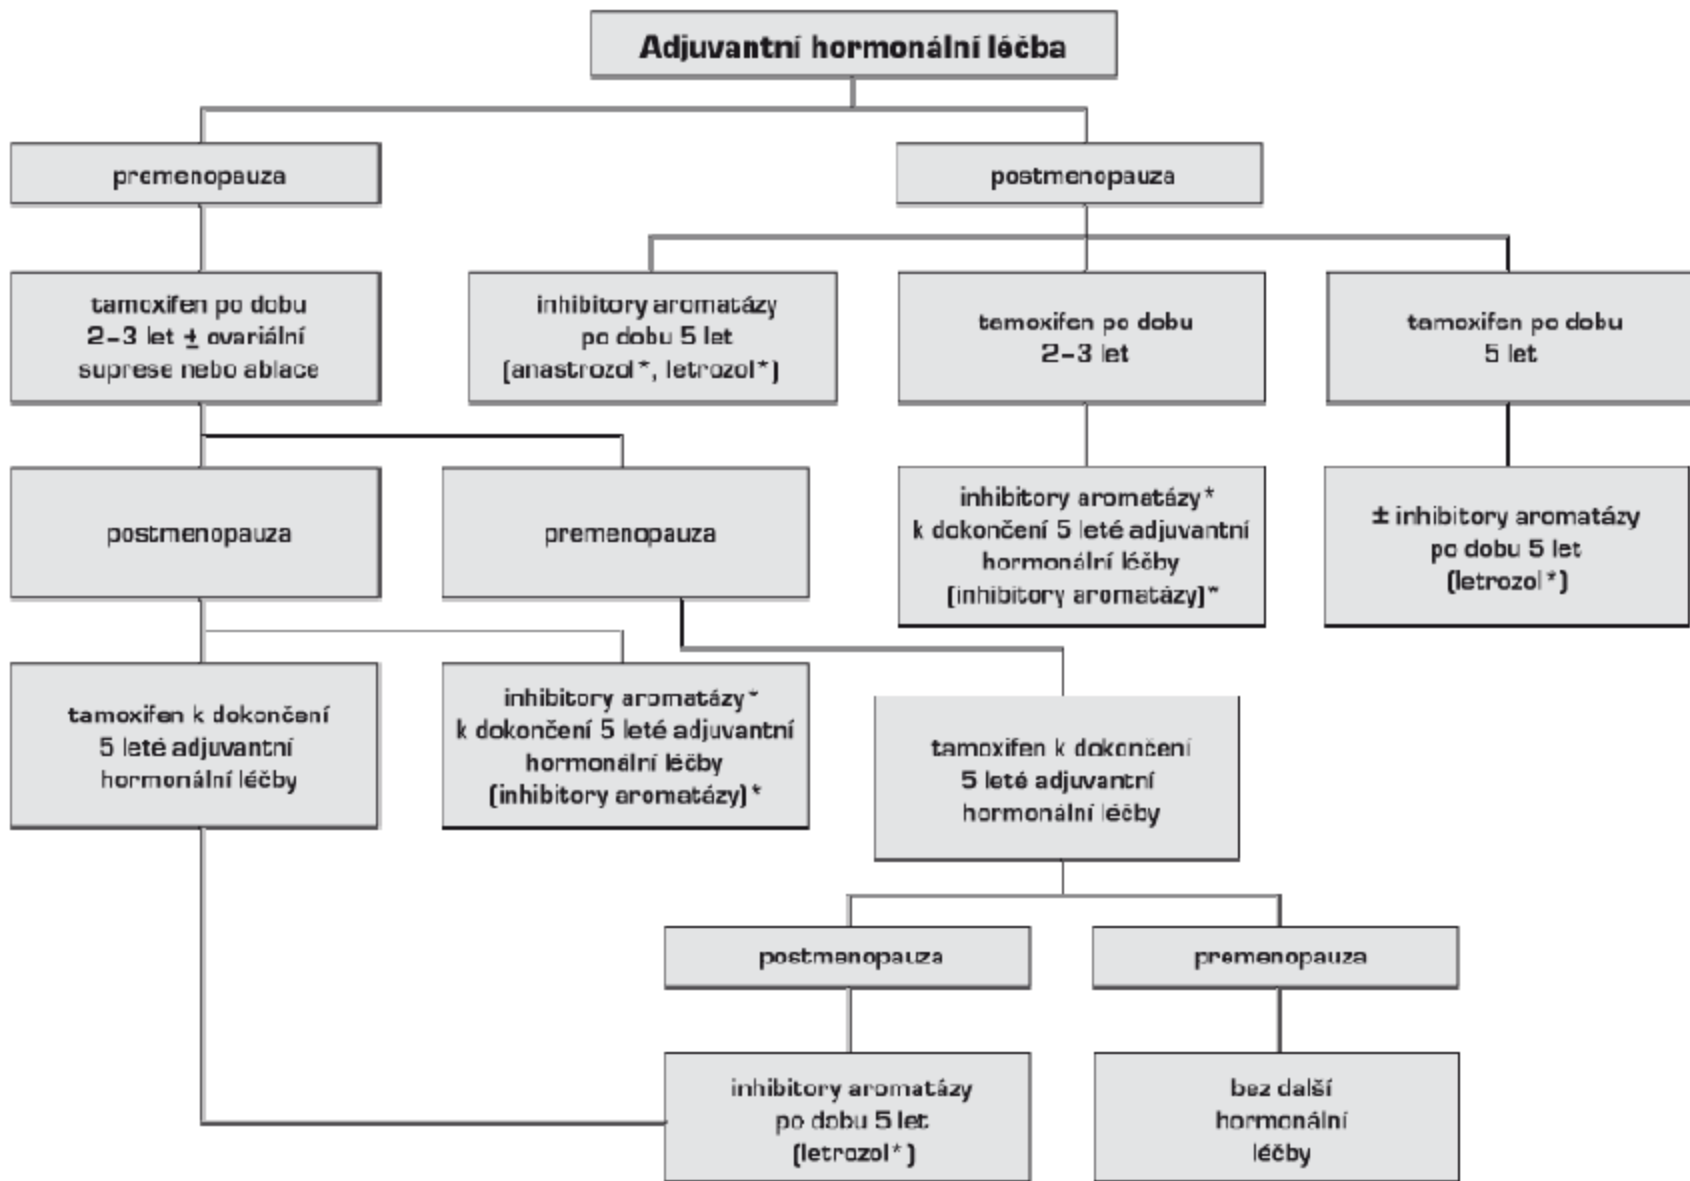 Adjuvantní hormonální léčba
premenopauza
postmenopauza
tamoxifen po dobu
2–3 let ± ovariální
suprese nebo ablace
inhibitory aromatázy
po dobu 5 let
(anastrozol*, letrozol*)
tamoxifen po dobu
2–3 let
tamoxifen po dobu
5 let
postmenopauza
premenopauza
inhibitory aromatázy*
k dokončení 5 leté adjuvantní
hormonální léčby
(inhibitory aromatázy)*
± inhibitory aromatázy
po dobu 5 let
(letrozol*)
tamoxifen k dokončení
5 leté adjuvantní
hormonální léčby
inhibitory aromatázy*
k dokončení 5 leté adjuvantní
hormonální léčby
(inhibitory aromatázy)*
tamoxifen k dokončení
5 leté adjuvantní
hormonální léčby
postmenopauza
premenopauza
inhibitory aromatázy
po dobu 5 let
(letrozol*)
bez další
hormonální
léčby